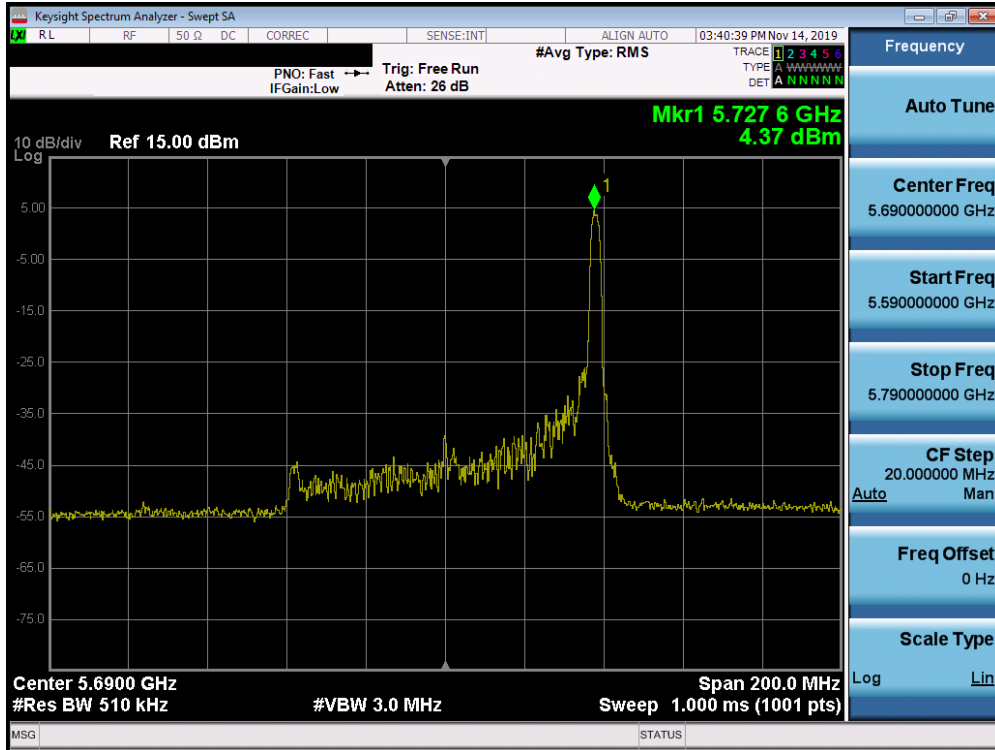 Keysight Spectrum Analyzer - Swept SA
LXI RL RF 50 Ω DC CORREC SENSE:INT ALIGN AUTO 03:40:39 PM Nov 14, 2019
#Avg Type: RMS
TRACE 1 2 3 4 5 6
PNO: Fast Trig: Free Run TYPE A WWWWW
IFGain:Low Atten: 26 dB DET A N N N N N
Mkr1 5.727 6 GHz
4.37 dBm
10 dB/div Ref 15.00 dBm
Log
1
5.00
-5.00
-15.0
-25.0
-35.0
-45.0
-55.0
-65.0
-75.0
Center 5.6900 GHz Span 200.0 MHz
#Res BW 510 kHz #VBW 3.0 MHz Sweep 1.000 ms (1001 pts)
MSG STATUS
Frequency
Auto Tune
Center Freq
5.690000000 GHz
Start Freq
5.590000000 GHz
Stop Freq
5.790000000 GHz
CF Step
20.000000 MHz
Auto Man
Freq Offset
0 Hz
Scale Type
Log Lin